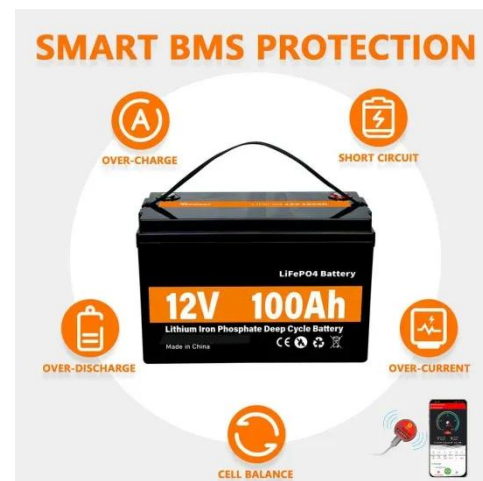 SMART BMS PROTECTION
OVER-CHARGE
SHORT CIRCUIT
LiFePO4 Battery
12V 100Ah
Lithium Iron Phosphate Deep Cycle Battery
Made in China
CE
OVER-DISCHARGE
OVER-CURRENT
CELL BALANCE